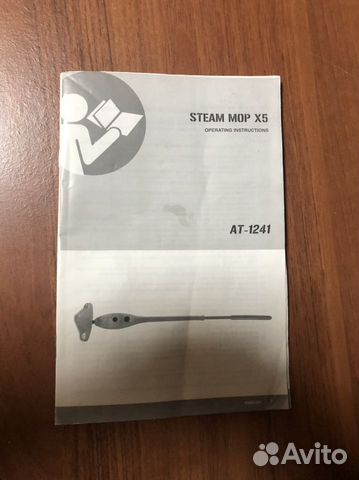 STEAM MOP X5
OPERATING INSTRUCTIONS
AT-1241
Avito